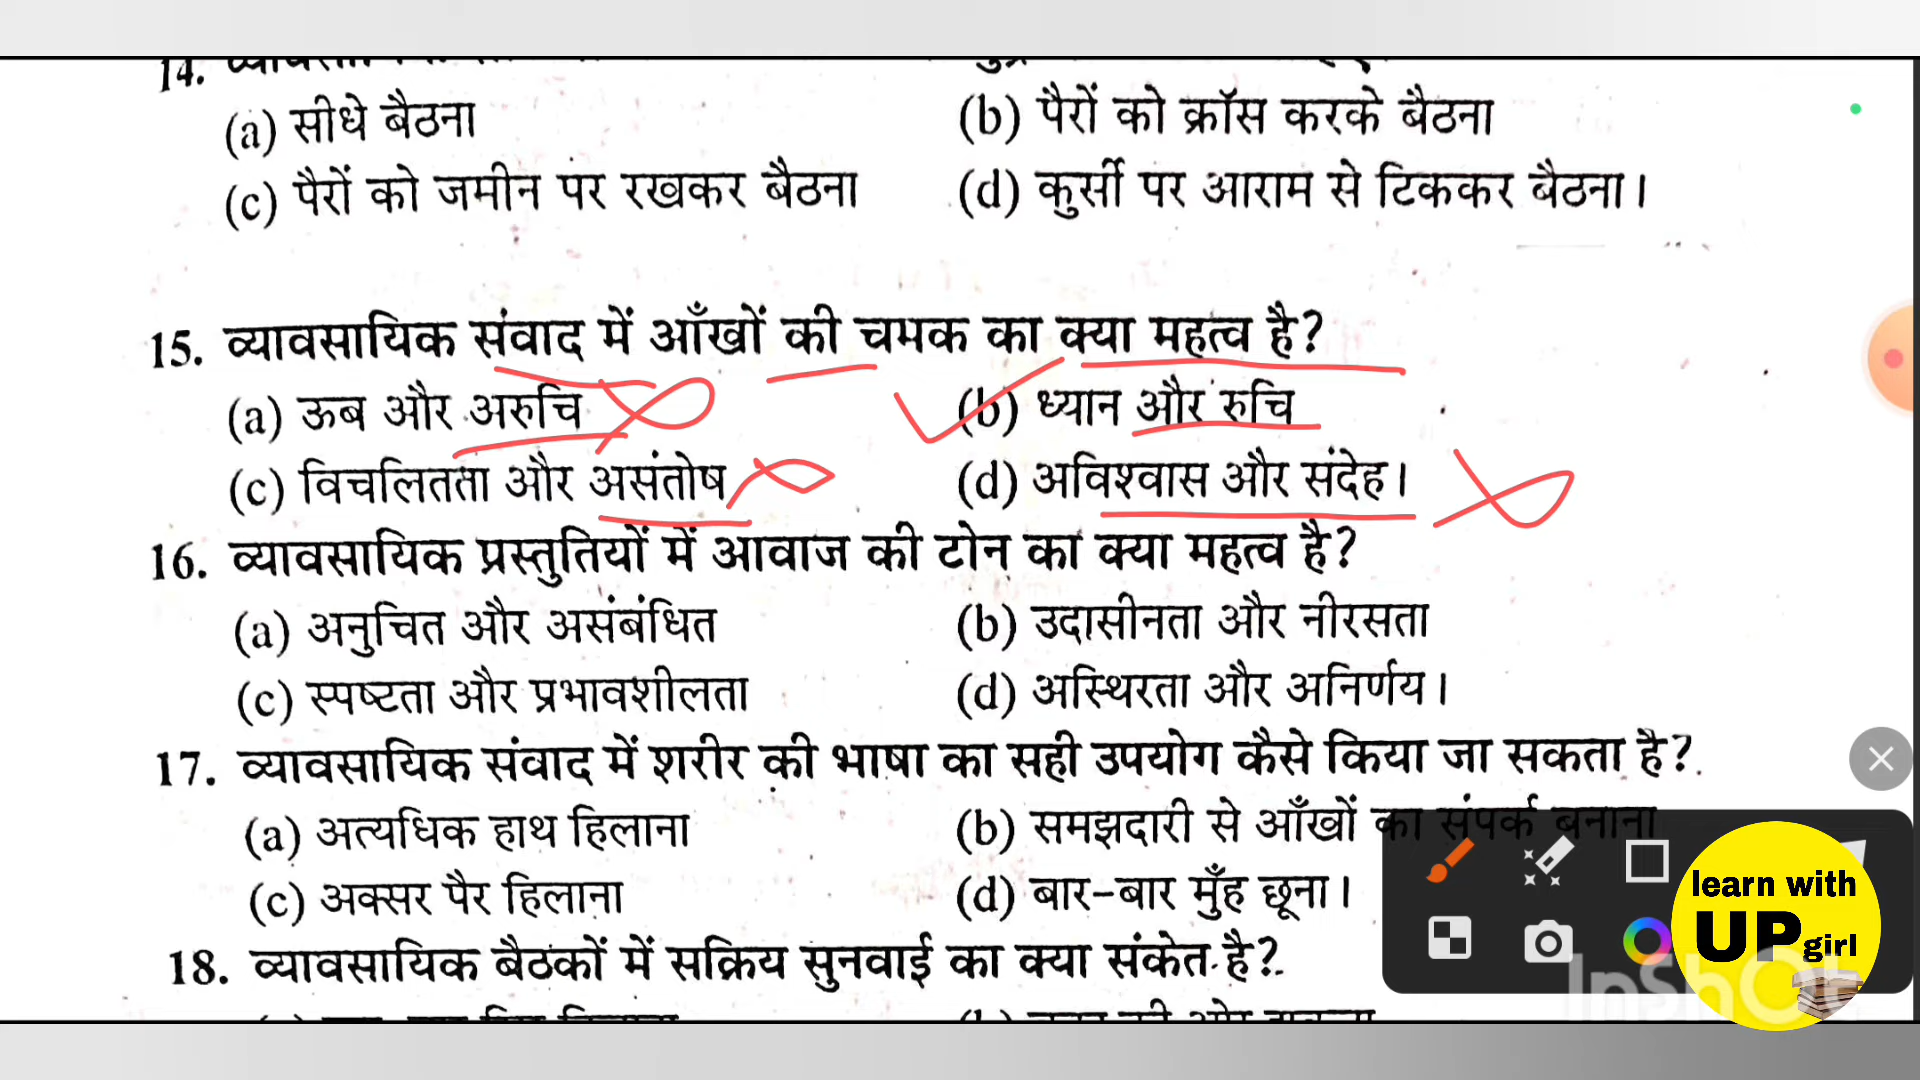 14.
(a) सीधे बैठना (b) पैरों को क्रॉस करके बैठना
(c) पैरों को जमीन पर रखकर बैठना (d) कुर्सी पर आराम से टिककर बैठना।
15. व्यावसायिक संवाद में आँखों की चमक का क्या महत्व है?
(a) ऊब और अरुचि (b) ध्यान और रुचि
(c) विचलितता और असंतोष (d) अविश्वास और संदेह।
16. व्यावसायिक प्रस्तुतियों में आवाज की टोन का क्या महत्व है?
(a) अनुचित और असंबंधित (b) उदासीनता और नीरसता
(c) स्पष्टता और प्रभावशीलता (d) अस्थिरता और अनिर्णय।
17. व्यावसायिक संवाद में शरीर की भाषा का सही उपयोग कैसे किया जा सकता है?
(a) अत्यधिक हाथ हिलाना (b) समझदारी से आँखों का संपर्क बनाना
(c) अक्सर पैर हिलाना (d) बार-बार मुँह छूना।
18. व्यावसायिक बैठकों में सक्रिय सुनवाई का क्या संकेत है?
learn with
UP girl
InShOt